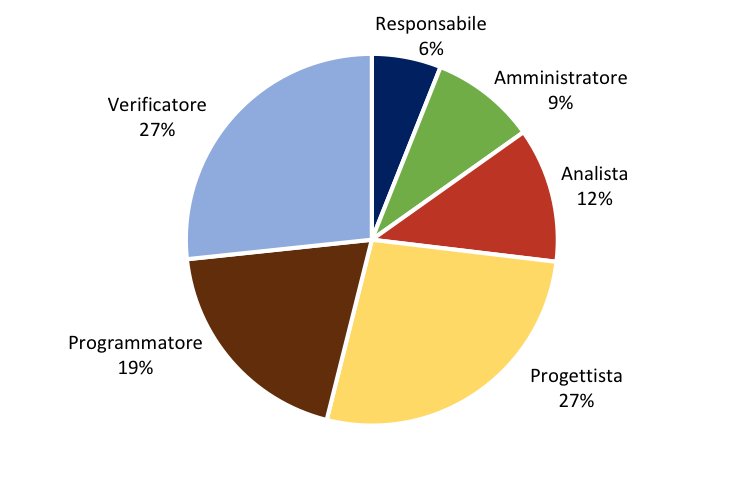 Responsabile
6%
Amministratore
9%
Analista
12%
Progettista
27%
Programmatore
19%
Verificatore
27%